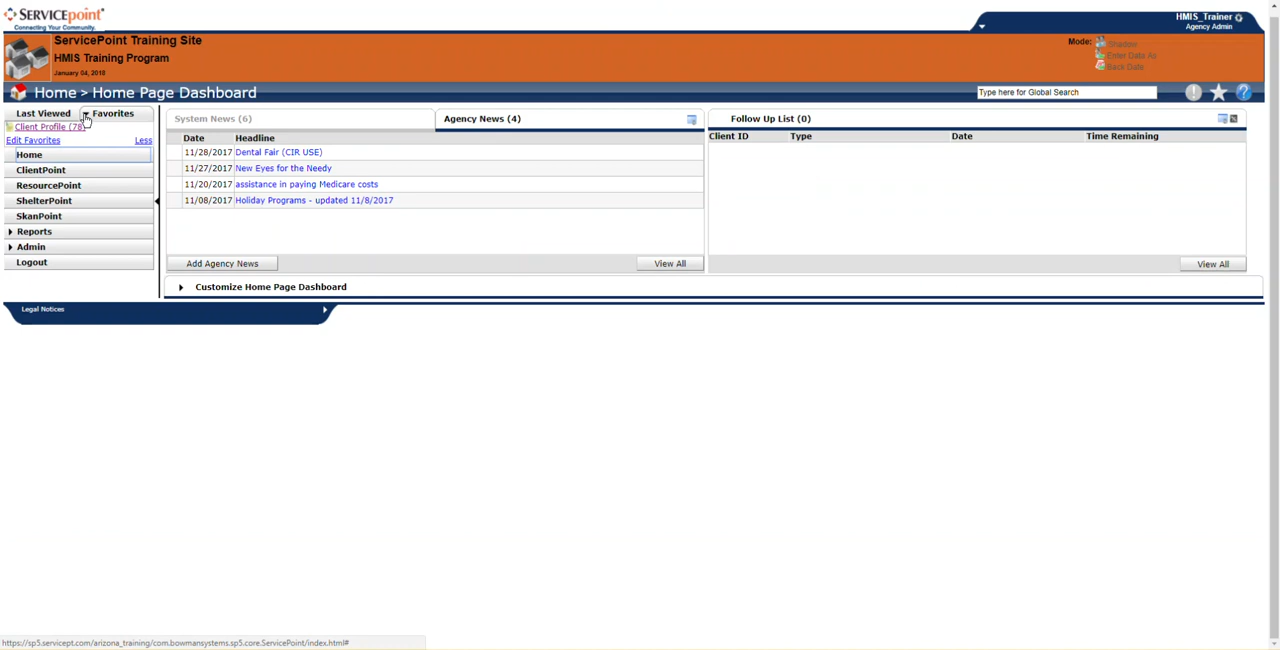 SERVICEpoint™
Connecting Your Community.
HMIS_Trainer
Agency Admin
ServicePoint Training Site
HMIS Training Program
January 04, 2018
Mode:
Shadow
Enter Data As
Back Date
Home > Home Page Dashboard
Type here for Global Search
Last Viewed
Favorites
Client Profile (78)
Edit Favorites
Less
Home
ClientPoint
ResourcePoint
ShelterPoint
SkanPoint
Reports
Admin
Logout
System News (6)
Agency News (4)
Date Headline
11/28/2017 Dental Fair (CIR USE)
11/27/2017 New Eyes for the Needy
11/20/2017 assistance in paying Medicare costs
11/08/2017 Holiday Programs - updated 11/8/2017
Add Agency News
View All
Follow Up List (0)
Client ID Type Date Time Remaining
View All
Customize Home Page Dashboard
Legal Notices
https://sp5.servicept.com/arizona_training/com.bowmansystems.sp5.core.ServicePoint/index.html#